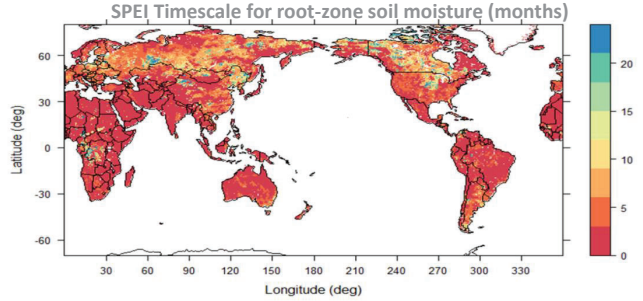 SPEI Timescale for root-zone soil moisture (months)
60
30
0
-30
-60
Latitude (deg)
30 60 90 120 150 180 210 240 270 300 330
Longitude (deg)
20
15
10
5
0